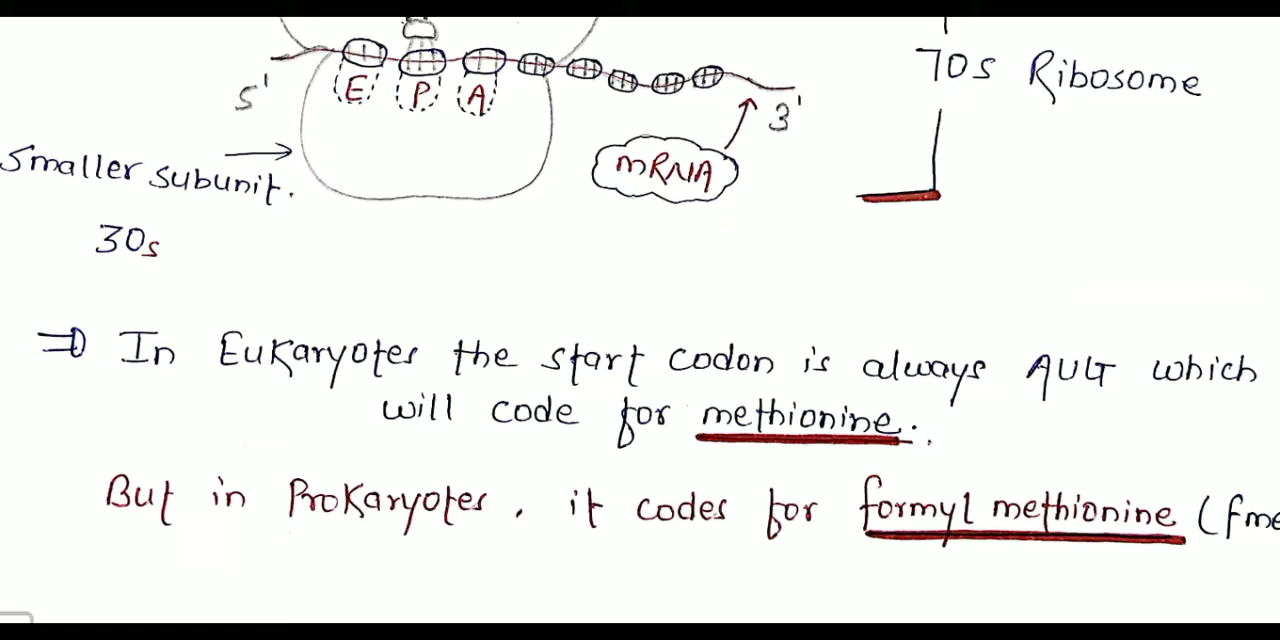 70s Ribosome
5'
E P A
3'
mRNA
Smaller subunit.
30s
⇒ In Eukaryotes the start codon is always AUG which
will code for methionine.
But in Prokaryotes, it codes for formyl methionine (fme